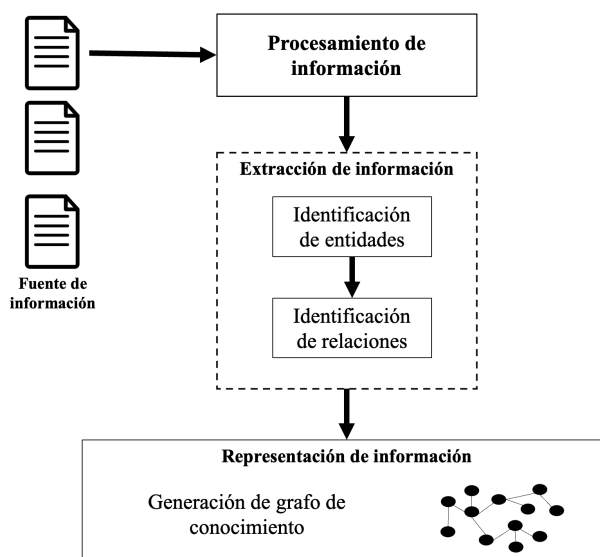 Procesamiento de
información
Fuente de
información
Extracción de información
Identificación
de entidades
Identificación
de relaciones
Representación de información
Generación de grafo de
conocimiento